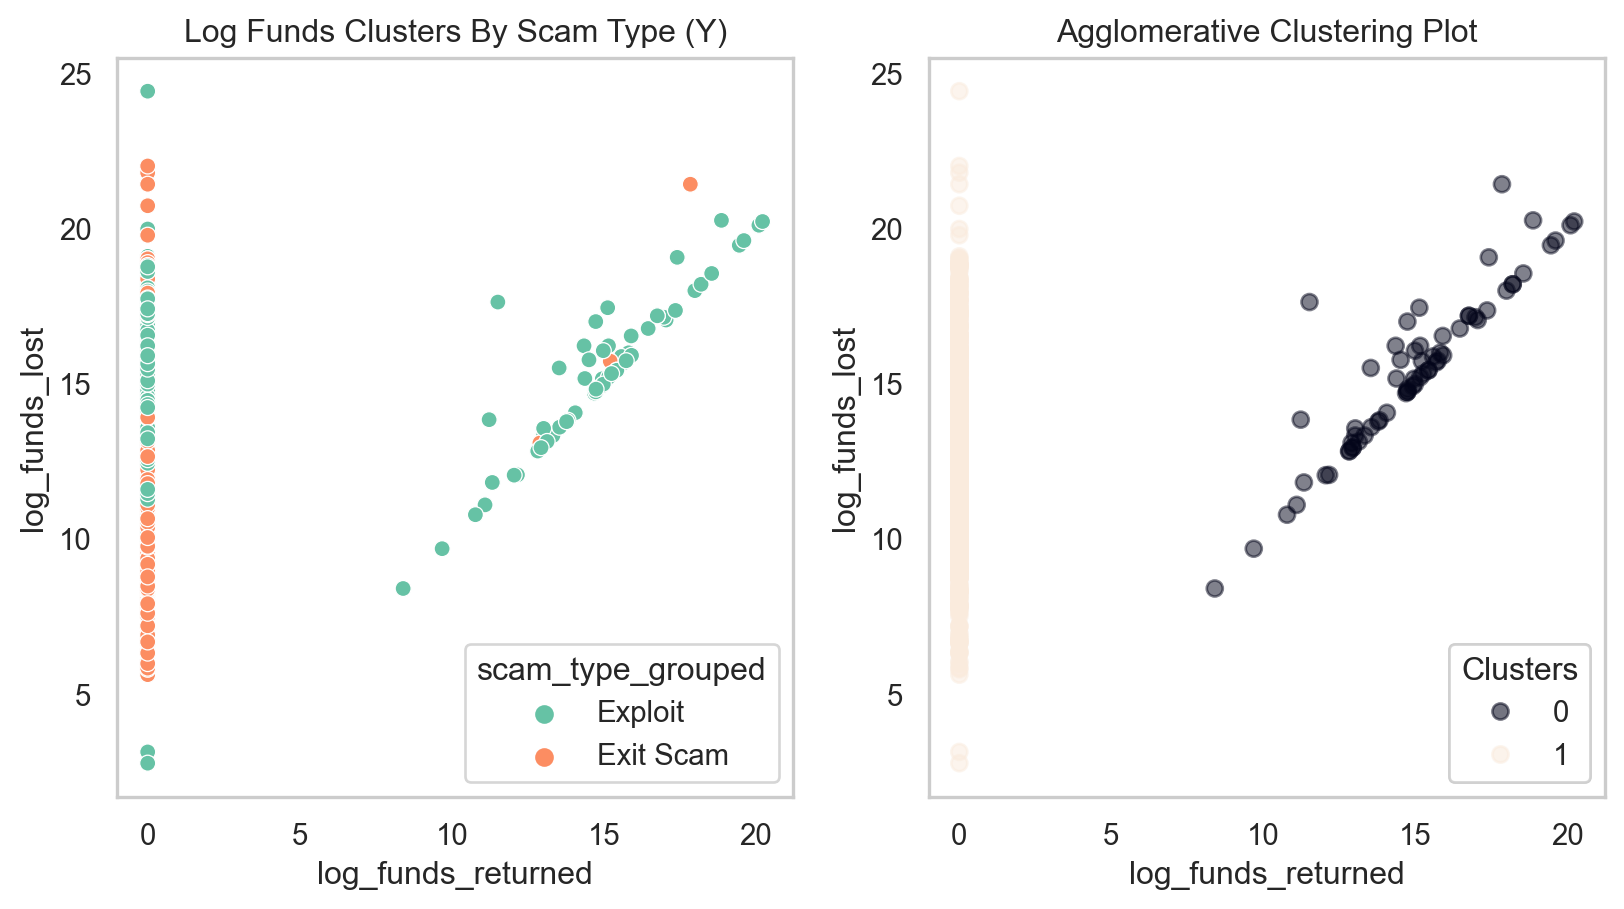 Log Funds Clusters By Scam Type (Y)
25
20
15
10
5
log_funds_lost
0 5 10 15 20
log_funds_returned
scam_type_grouped
Exploit
Exit Scam
Agglomerative Clustering Plot
25
20
15
10
5
log_funds_lost
0 5 10 15 20
log_funds_returned
Clusters
0
1